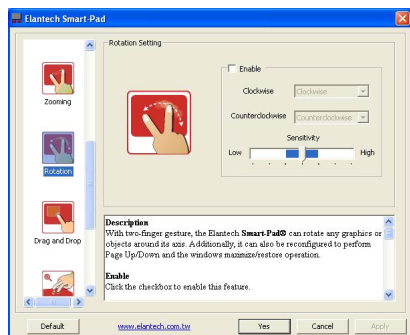 Elantech Smart-Pad
Zooming
Rotation
Drag and Drop
Rotation Setting
Enable
Clockwise
Clockwise
Counterclockwise
Counterclockwise
Sensitivity
Low
High
Description
With two-finger gesture, the Elantech Smart-Pad® can rotate any graphics or
objects around its axis. Additionally, it can also be reconfigured to perform
Page Up/Down and the windows maximize/restore operation.
Enable
Click the checkbox to enable this feature.
Default
www.elantech.com.tw
Yes
Cancel
Apply